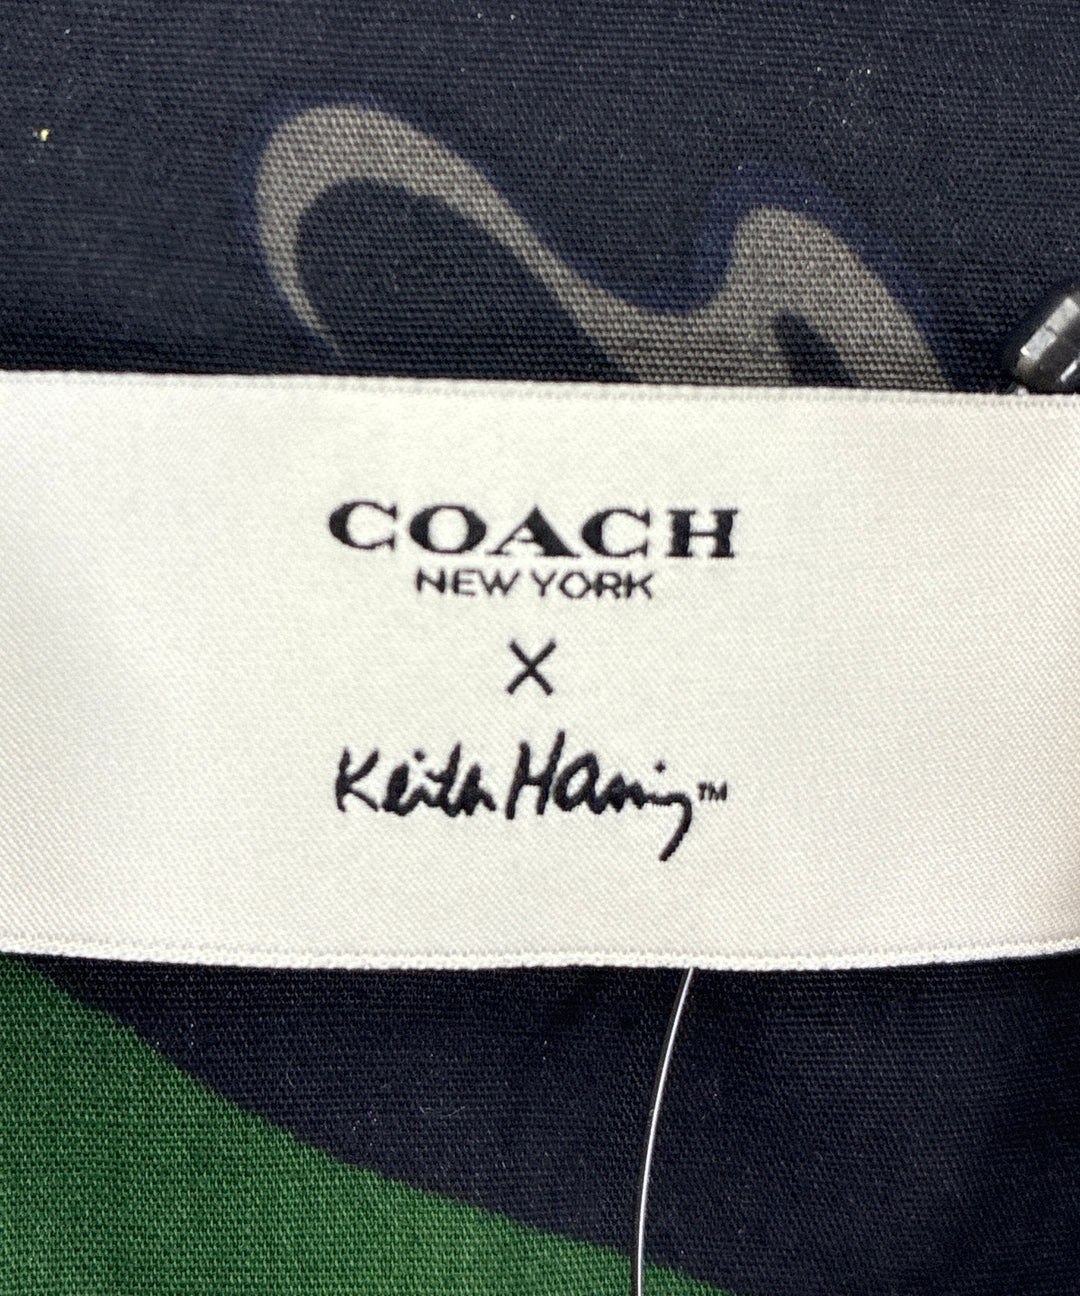 COACH
NEW YORK
X
Keith Haring™